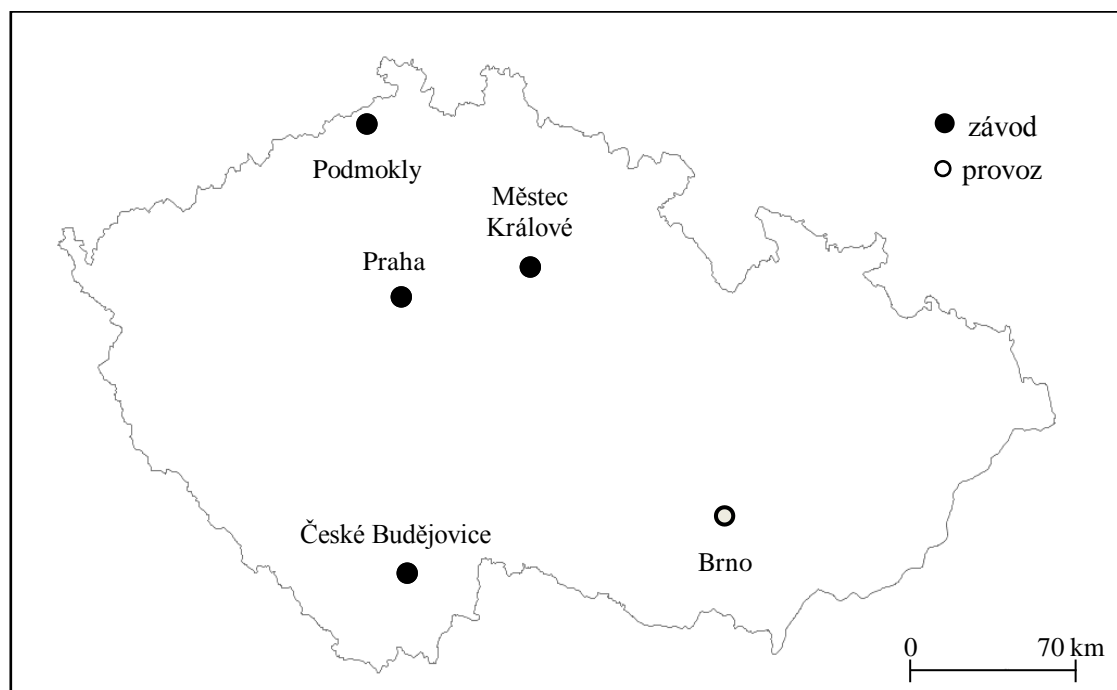 závod
provoz
Podmokly
Městec
Králové
Praha
České Budějovice
Brno
0 70 km